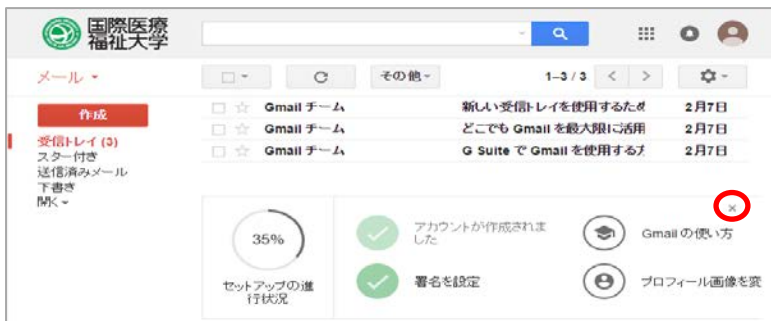 国際医療
福祉大学
メール
その他
1–3 / 3
作成
Gmail チーム 新しい受信トレイを使用するため 2月7日
Gmail チーム どこでも Gmail を最大限に活用 2月7日
Gmail チーム G Suite で Gmail を使用する方 2月7日
受信トレイ (3)
スター付き
送信済みメール
下書き
開く
35%
セットアップの進
行状況
アカウントが作成されま
した
Gmail の使い方
署名を設定
プロフィール画像を変